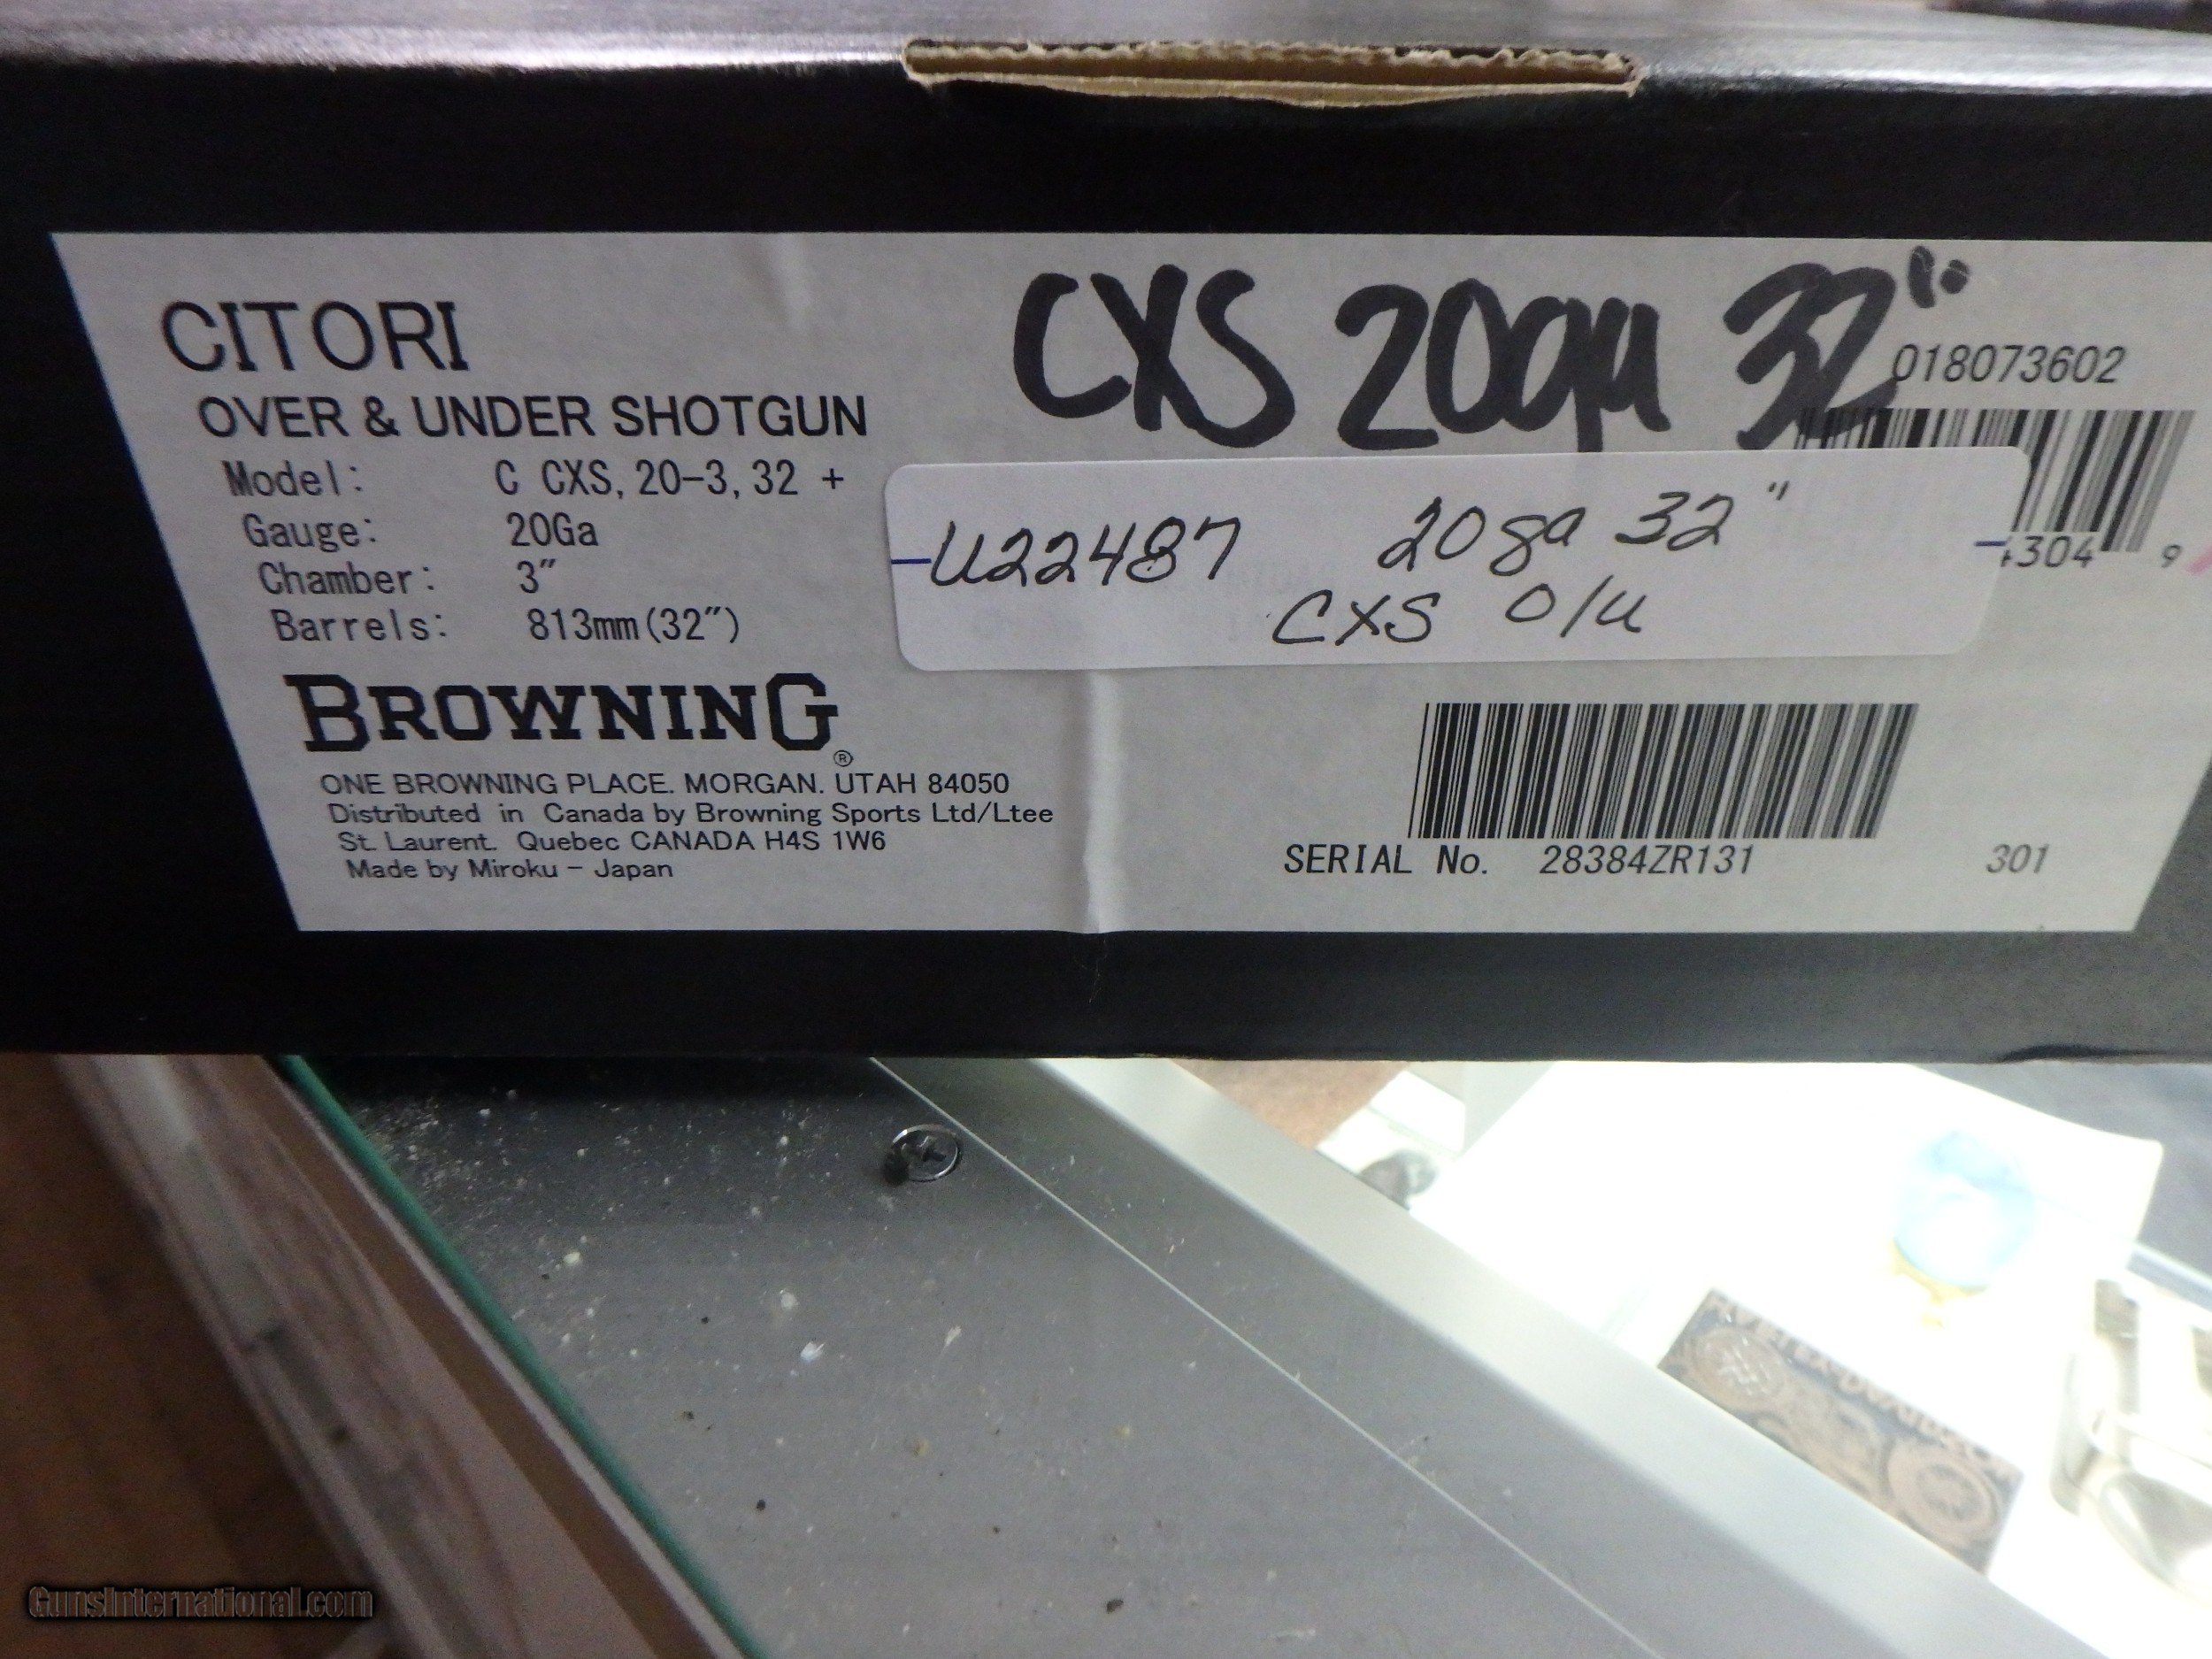 CITORI
OVER & UNDER SHOTGUN
Model: C CXS, 20-3, 32 +
Gauge: 20Ga
Chamber: 3"
Barrels: 813mm(32")
BROWNING®
ONE BROWNING PLACE. MORGAN. UTAH 84050
Distributed in Canada by Browning Sports Ltd/Ltee
St. Laurent. Quebec CANADA H4S 1W6
Made by Miroku - Japan
CXS 20ga 32"
018073602
4304 9
U22487 20ga 32"
CXS O/U
SERIAL No. 28384ZR131 301
GunsInternational.com